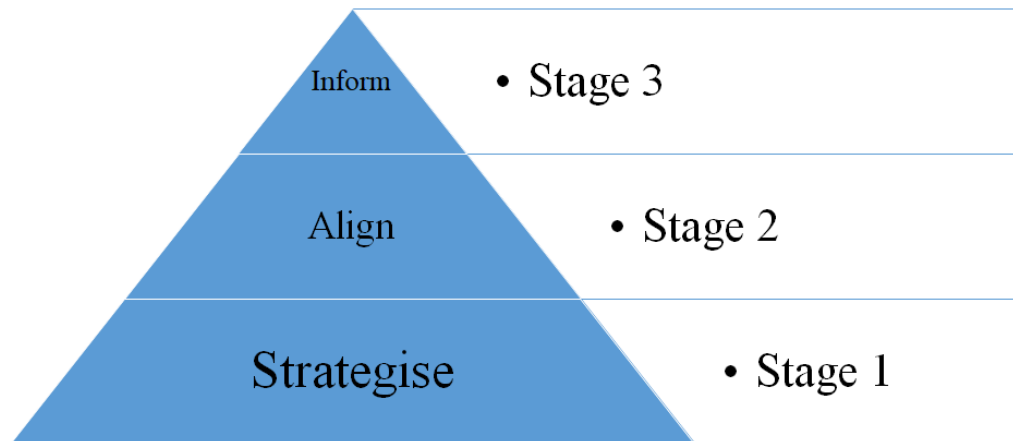 Inform
• Stage 3
Align
• Stage 2
Strategise
• Stage 1